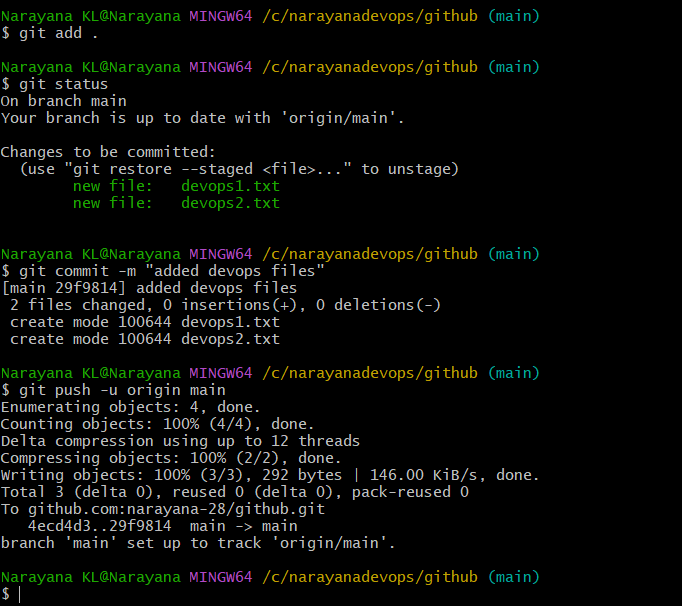 Narayana KL@Narayana MINGW64 /c/narayanadevops/github (main)
$ git add .
Narayana KL@Narayana MINGW64 /c/narayanadevops/github (main)
$ git status
On branch main
Your branch is up to date with 'origin/main'.
Changes to be committed:
  (use "git restore --staged <file>..." to unstage)
        new file:   devops1.txt
        new file:   devops2.txt
Narayana KL@Narayana MINGW64 /c/narayanadevops/github (main)
$ git commit -m "added devops files"
[main 29f9814] added devops files
 2 files changed, 0 insertions(+), 0 deletions(-)
 create mode 100644 devops1.txt
 create mode 100644 devops2.txt
Narayana KL@Narayana MINGW64 /c/narayanadevops/github (main)
$ git push -u origin main
Enumerating objects: 4, done.
Counting objects: 100% (4/4), done.
Delta compression using up to 12 threads
Compressing objects: 100% (2/2), done.
Writing objects: 100% (3/3), 292 bytes | 146.00 KiB/s, done.
Total 3 (delta 0), reused 0 (delta 0), pack-reused 0
To github.com:narayana-28/github.git
   4ecd4d3..29f9814  main -> main
branch 'main' set up to track 'origin/main'.
Narayana KL@Narayana MINGW64 /c/narayanadevops/github (main)
$